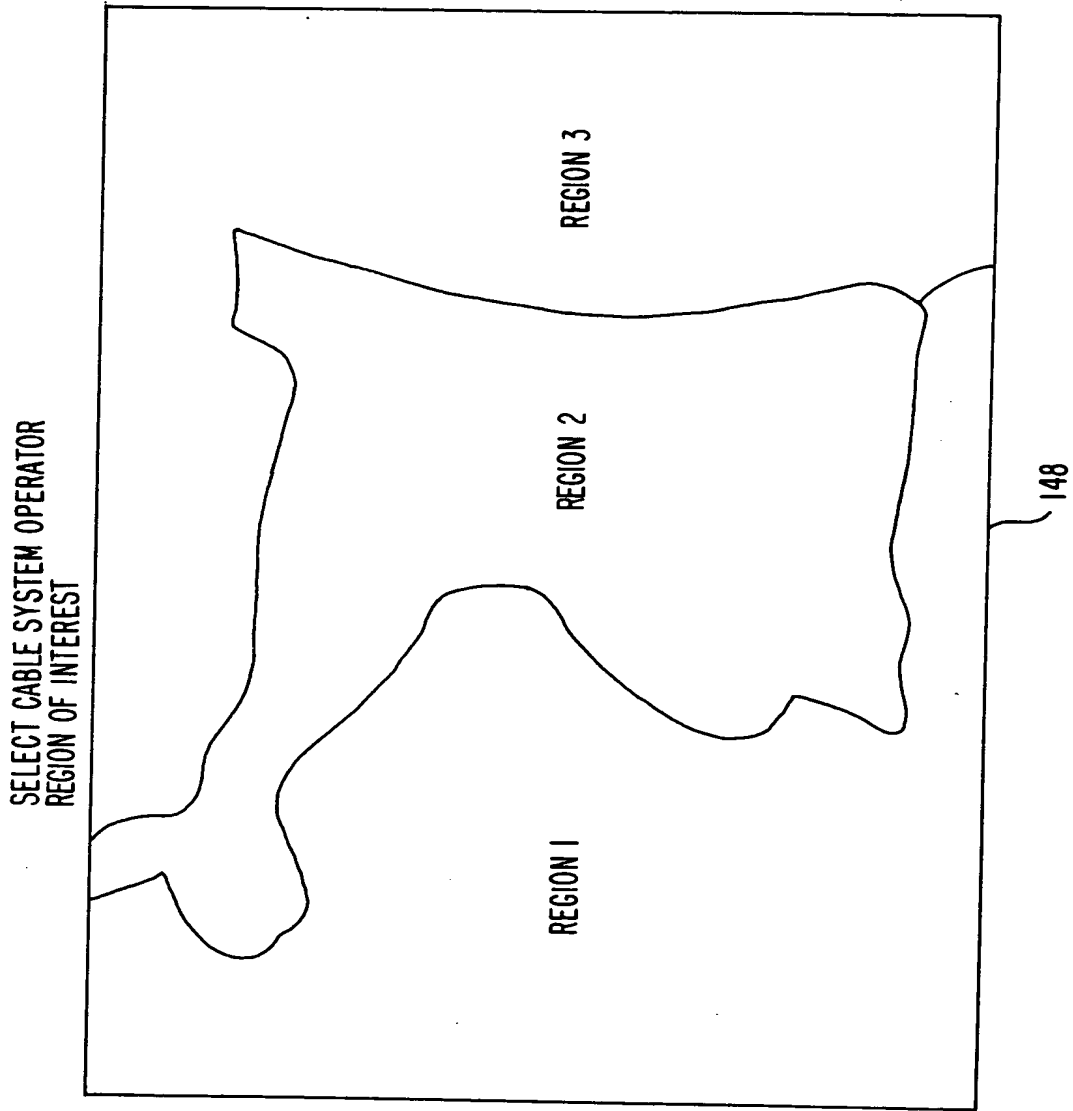 SELECT CABLE SYSTEM OPERATOR
REGION OF INTEREST
REGION 1
REGION 2
REGION 3
148